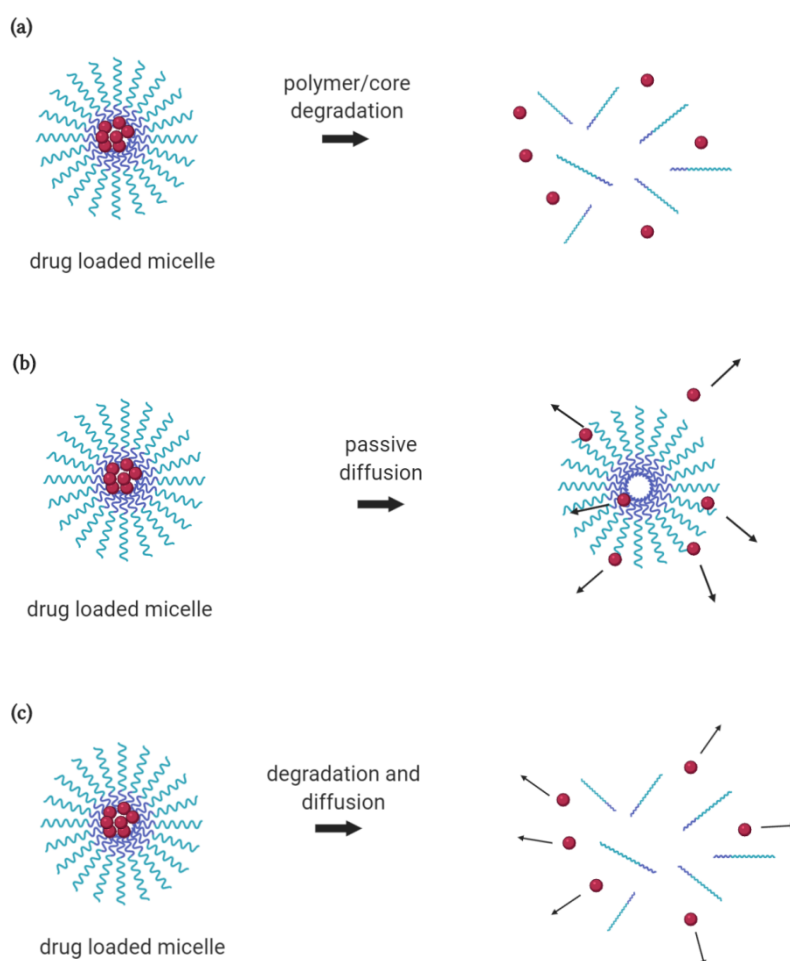 (a)
polymer/core
degradation
drug loaded micelle
(b)
passive
diffusion
drug loaded micelle
(c)
degradation and
diffusion
drug loaded micelle